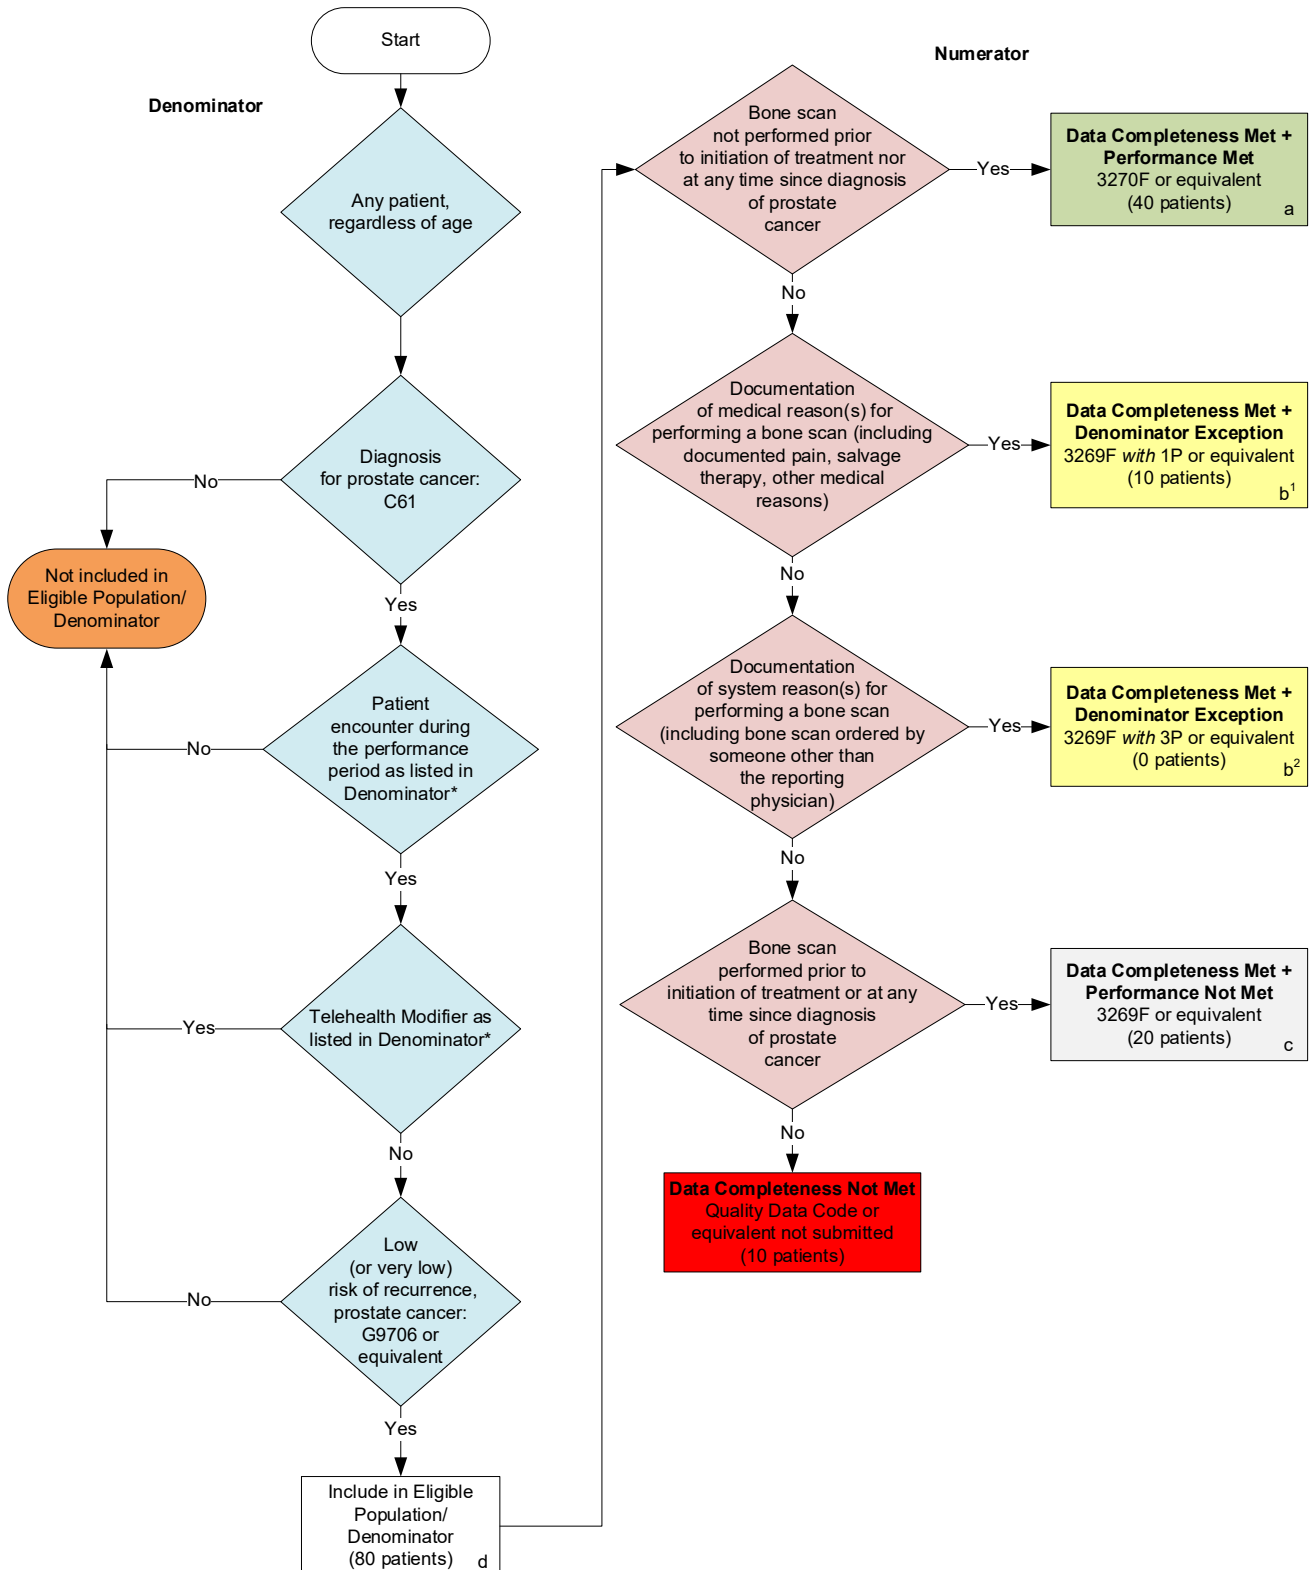 Start
Denominator
Any patient,
regardless of age
Diagnosis
for prostate cancer:
C61
No
Not included in
Eligible Population/
Denominator
Yes
Patient
encounter during
the performance
period as listed in
Denominator*
No
Yes
Telehealth Modifier as
listed in Denominator*
Yes
No
Low
(or very low)
risk of recurrence,
prostate cancer:
G9706 or
equivalent
No
Yes
Include in Eligible
Population/
Denominator
(80 patients) d
Numerator
Bone scan
not performed prior
to initiation of treatment nor
at any time since diagnosis
of prostate
cancer
Yes
Data Completeness Met +
Performance Met
3270F or equivalent
(40 patients) a
No
Documentation
of medical reason(s) for
performing a bone scan (including
documented pain, salvage
therapy, other medical
reasons)
Yes
Data Completeness Met +
Denominator Exception
3269F with 1P or equivalent
(10 patients) b¹
No
Documentation
of system reason(s) for
performing a bone scan
(including bone scan ordered by
someone other than
the reporting
physician)
Yes
Data Completeness Met +
Denominator Exception
3269F with 3P or equivalent
(0 patients) b²
No
Bone scan
performed prior to
initiation of treatment or at any
time since diagnosis
of prostate
cancer
Yes
Data Completeness Met +
Performance Not Met
3269F or equivalent
(20 patients) c
No
Data Completeness Not Met
Quality Data Code or
equivalent not submitted
(10 patients)